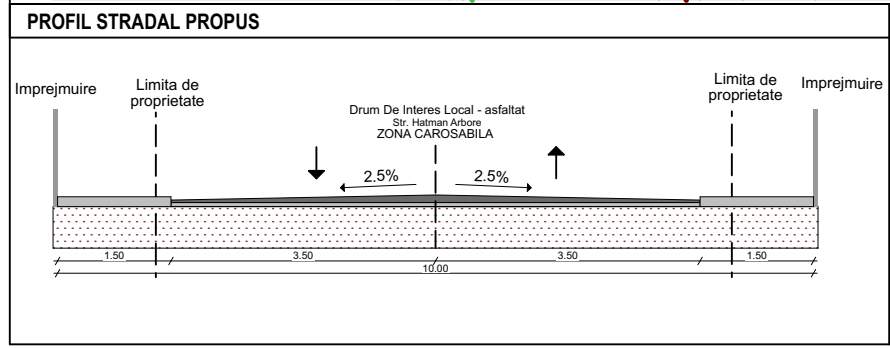 PROFIL STRADAL PROPUS
Imprejmuire
Limita de
proprietate
Drum De Interes Local - asfaltat
Str. Hatman Arbore
ZONA CAROSABILA
Limita de
proprietate
Imprejmuire
2.5%
2.5%
1.50
3.50
3.50
1.50
10.00